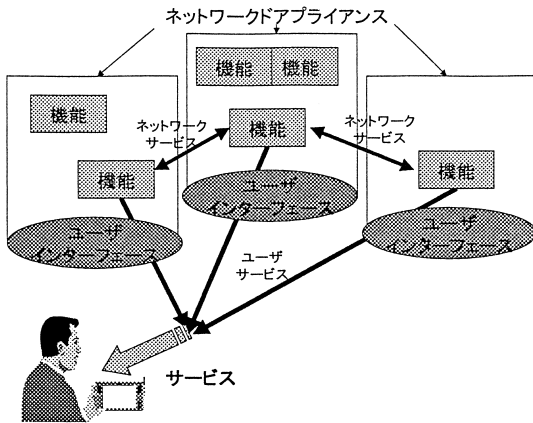 ネットワークドアプライアンス
機能 機能
機能
ネットワーク
サービス
機能
ネットワーク
サービス
機能
機能
ユーザ
インターフェース
ユーザ
インターフェース
ユーザ
インターフェース
ユーザ
サービス
サービス